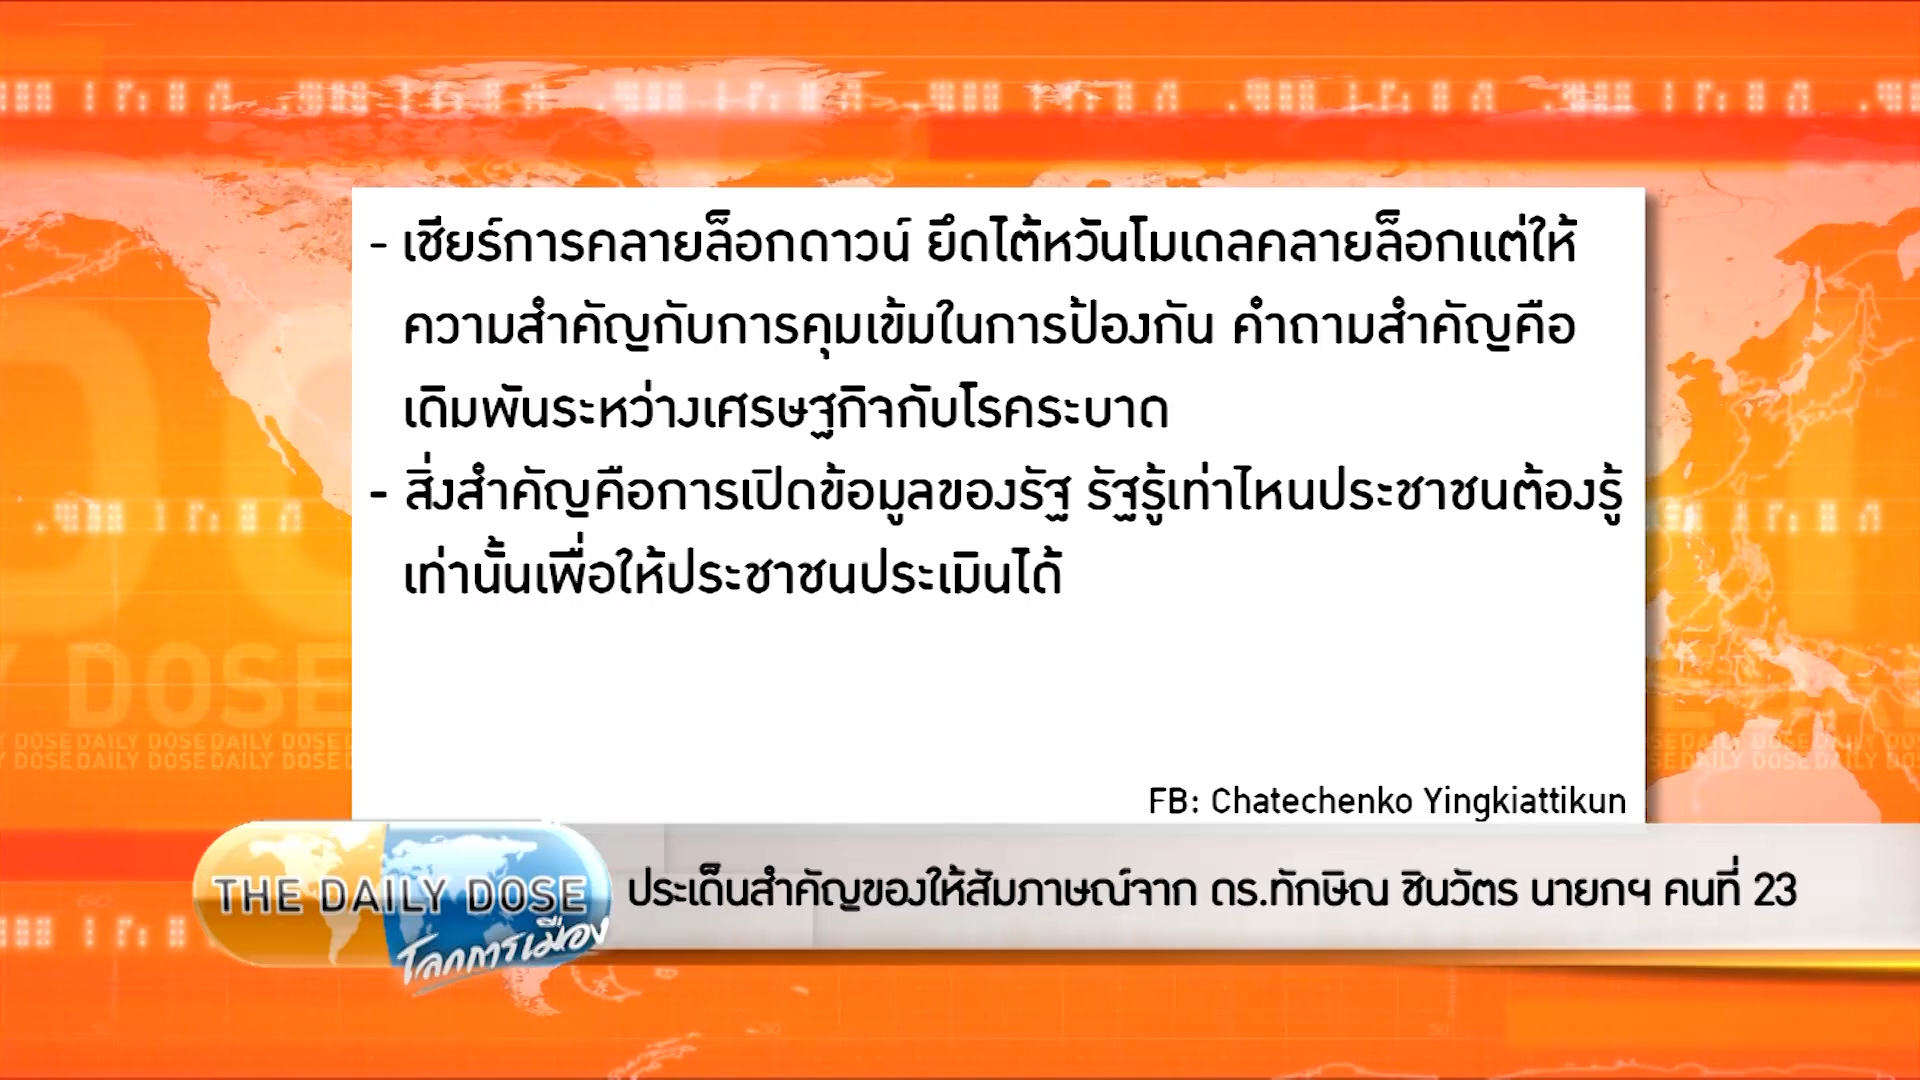 - เชียร์การคลายล็อกดาวน์ ยึดไต้หวันโมเดลคลายล็อกแต่ให้
ความสำคัญกับการคุมเข้มในการป้องกัน คำถามสำคัญคือ
เดิมพันระหว่างเศรษฐกิจกับโรคระบาด
- สิ่งสำคัญคือการเปิดข้อมูลของรัฐ รัฐรู้เท่าไหนประชาชนต้องรู้
เท่านั้นเพื่อให้ประชาชนประเมินได้
FB: Chatechenko Yingkiattikun
THE DAILY DOSE
โลกการเมือง
ประเด็นสำคัญของให้สัมภาษณ์จาก ดร.ทักษิณ ชินวัตร นายกฯ คนที่ 23